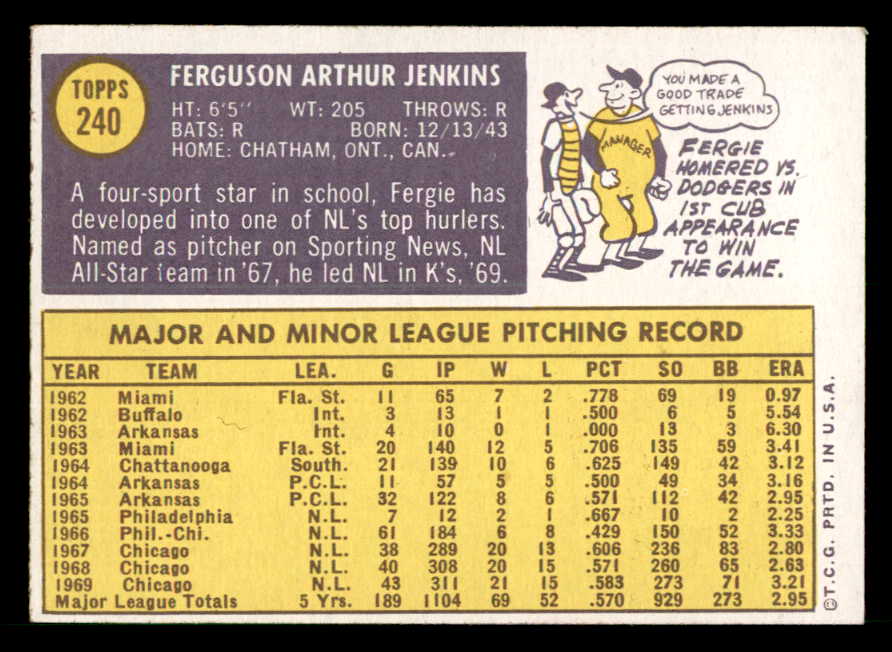 TOPPS
240
FERGUSON ARTHUR JENKINS
HT: 6'5" WT: 205 THROWS: R
BATS: R BORN: 12/13/43
HOME: CHATHAM, ONT., CAN.
A four-sport star in school, Fergie has
developed into one of NL's top hurlers.
Named as pitcher on Sporting News, NL
All-Star team in '67, he led NL in K's, '69.
YOU MADE A
GOOD TRADE
GETTING JENKINS
MANAGER
FERGIE
HOMERED VS.
DODGERS IN
1ST CUB
APPEARANCE
TO WIN
THE GAME.
MAJOR AND MINOR LEAGUE PITCHING RECORD
YEAR TEAM LEA. G IP W L PCT SO BB ERA
1962 Miami Fla. St. 11 65 7 2 .778 69 19 0.97
1962 Buffalo Int. 3 13 1 1 .500 6 5 5.54
1963 Arkansas Int. 4 10 0 1 .000 13 3 6.30
1963 Miami Fla. St. 20 140 12 5 .706 135 59 3.41
1964 Chattanooga South. 21 139 10 6 .625 149 42 3.12
1964 Arkansas P.C.L. 11 57 5 5 .500 49 34 3.16
1965 Arkansas P.C.L. 32 122 8 6 .571 112 42 2.95
1965 Philadelphia N.L. 7 12 2 1 .667 10 2 2.25
1966 Phil.-Chi. N.L. 61 184 6 8 .429 150 52 3.33
1967 Chicago N.L. 38 289 20 13 .606 236 83 2.80
1968 Chicago N.L. 40 308 20 15 .571 260 65 2.63
1969 Chicago N.L. 43 311 21 15 .583 273 71 3.21
Major League Totals 5 Yrs. 189 1104 69 52 .570 929 273 2.95
©T.C.G. PRTD. IN U.S.A.